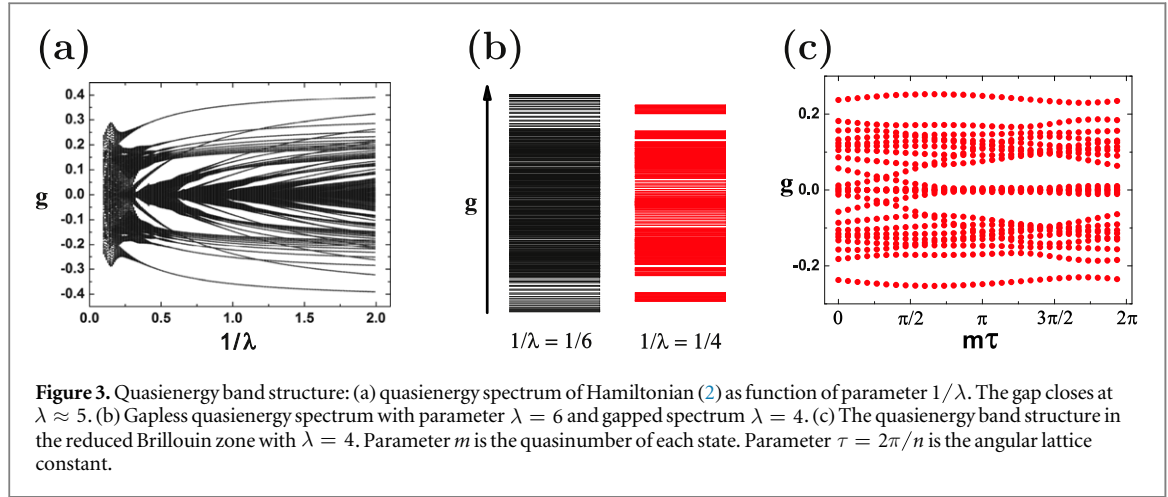 (a)
(b)
(c)
0.4
0.3
0.2
0.1
0.0
-0.1
-0.2
-0.3
-0.4
g
0.0
0.5
1.0
1.5
2.0
1/λ
g
1/λ = 1/6
1/λ = 1/4
0.2
0.0
-0.2
g
0
π/2
π
3π/2
2π
mτ
Figure 3. Quasienergy band structure: (a) quasienergy spectrum of Hamiltonian (2) as function of parameter 1/λ. The gap closes at
λ ≈ 5. (b) Gapless quasienergy spectrum with parameter λ = 6 and gapped spectrum λ = 4. (c) The quasienergy band structure in
the reduced Brillouin zone with λ = 4. Parameter m is the quasinumber of each state. Parameter τ = 2π/n is the angular lattice
constant.